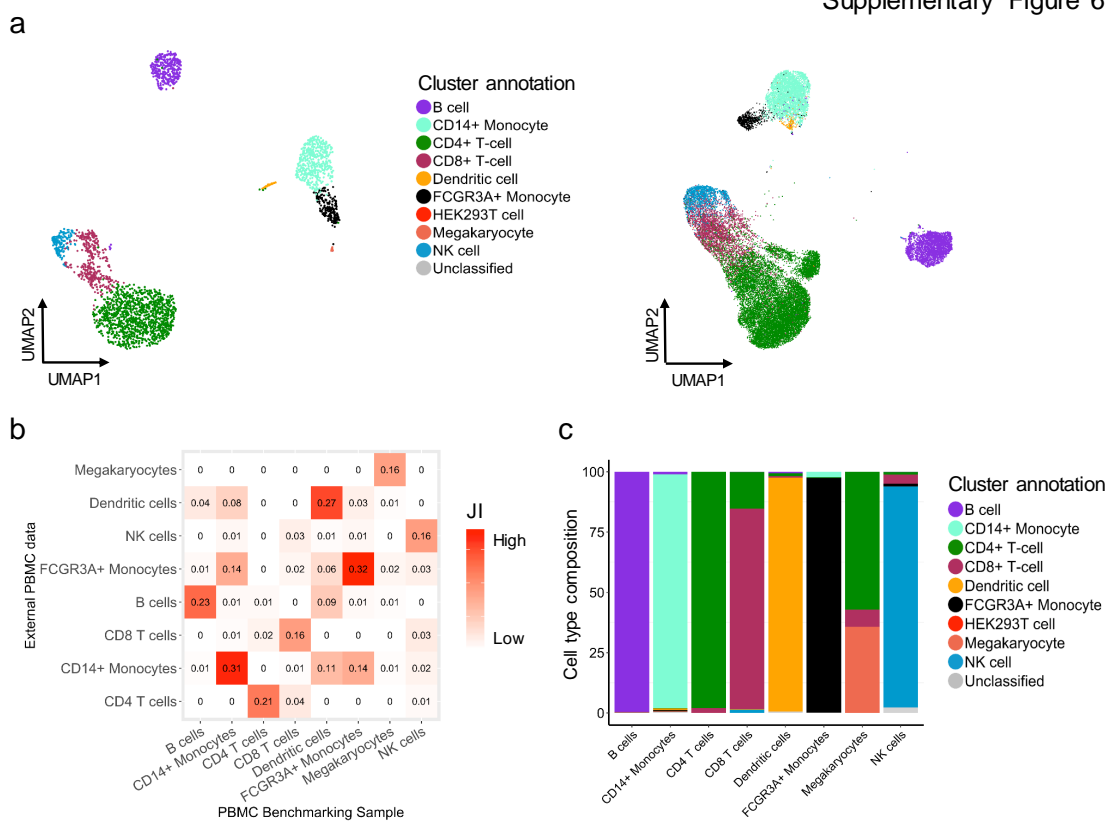 Supplementary Figure 6
a
Cluster annotation
B cell
CD14+ Monocyte
CD4+ T-cell
CD8+ T-cell
Dendritic cell
FCGR3A+ Monocyte
HEK293T cell
Megakaryocyte
NK cell
Unclassified
UMAP2
UMAP1
UMAP2
UMAP1
b
External PBMC data
Megakaryocytes 0 0 0 0 0 0 0.16 0
Dendritic cells 0.04 0.08 0 0 0.27 0.03 0.01 0
NK cells 0 0.01 0 0.03 0.01 0.01 0 0.16
FCGR3A+ Monocytes 0.01 0.14 0 0.02 0.06 0.32 0.02 0.03
B cells 0.23 0.01 0.01 0 0.09 0 0 0
CD8 T cells 0 0.01 0.02 0.16 0 0 0 0.03
CD14+ Monocytes 0.01 0.31 0 0.01 0.11 0.14 0.01 0.02
CD4 T cells 0 0 0.21 0.04 0 0 0 0.01
B cells
CD14+ Monocytes
CD4 T cells
CD8 T cells
Dendritic cells
FCGR3A+ Monocytes
Megakaryocytes
NK cells
PBMC Benchmarking Sample
JI
High
Low
c
Cell type composition
100
75
50
25
0
B cells
CD14+ Monocytes
CD4 T cells
CD8 T cells
Dendritic cells
FCGR3A+ Monocytes
Megakaryocytes
NK cells
Cluster annotation
B cell
CD14+ Monocyte
CD4+ T-cell
CD8+ T-cell
Dendritic cell
FCGR3A+ Monocyte
HEK293T cell
Megakaryocyte
NK cell
Unclassified